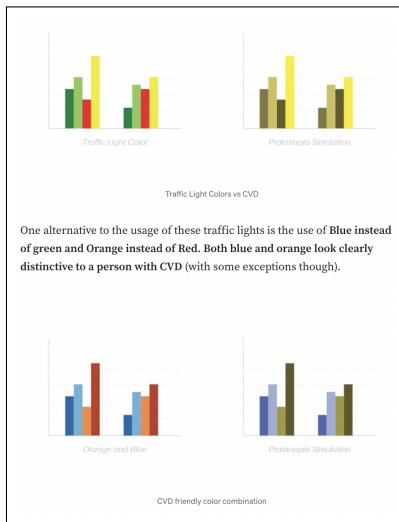 Traffic Light Color
Protanopia Simulation
Traffic Light Colors vs CVD
One alternative to the usage of these traffic lights is the use of Blue instead
of green and Orange instead of Red. Both blue and orange look clearly
distinctive to a person with CVD (with some exceptions though).
Orange and Blue
Protanopia Simulation
CVD friendly color combination